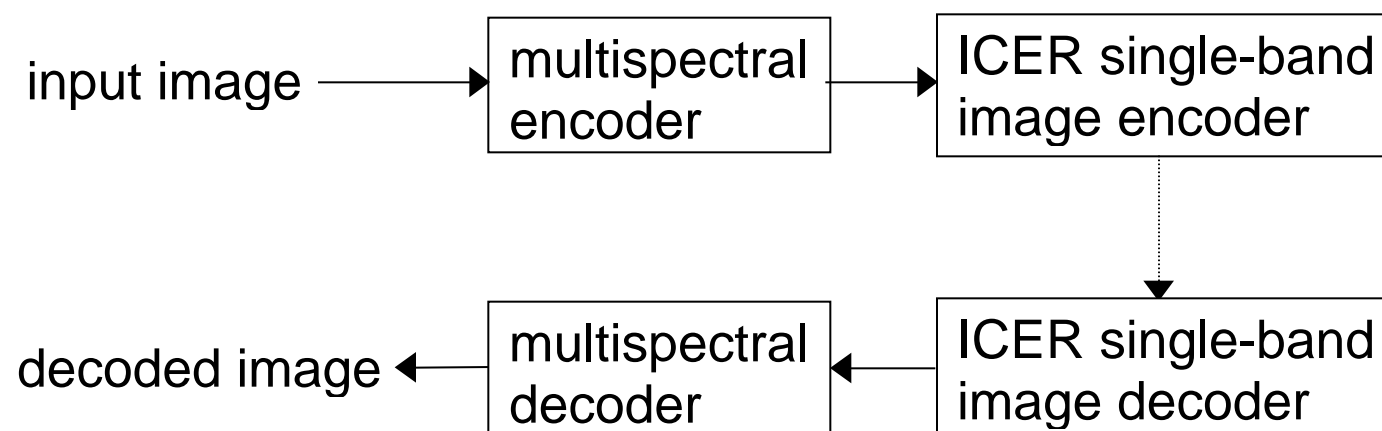 input image
multispectral
encoder
ICER single-band
image encoder
decoded image
multispectral
decoder
ICER single-band
image decoder